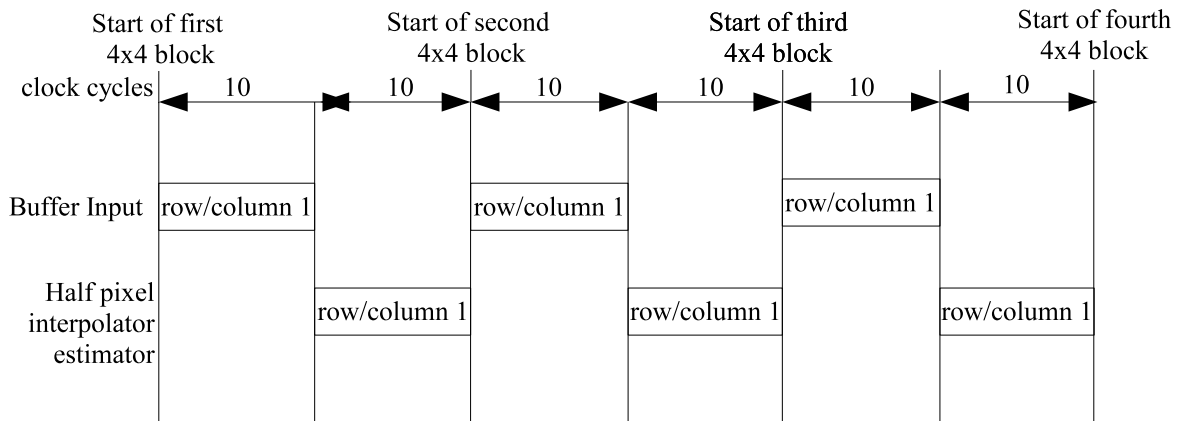 Start of first
4x4 block
Start of second
4x4 block
Start of third
4x4 block
Start of fourth
4x4 block
clock cycles
10
10
10
10
10
10
Buffer Input
row/column 1
row/column 1
row/column 1
Half pixel
interpolator
estimator
row/column 1
row/column 1
row/column 1